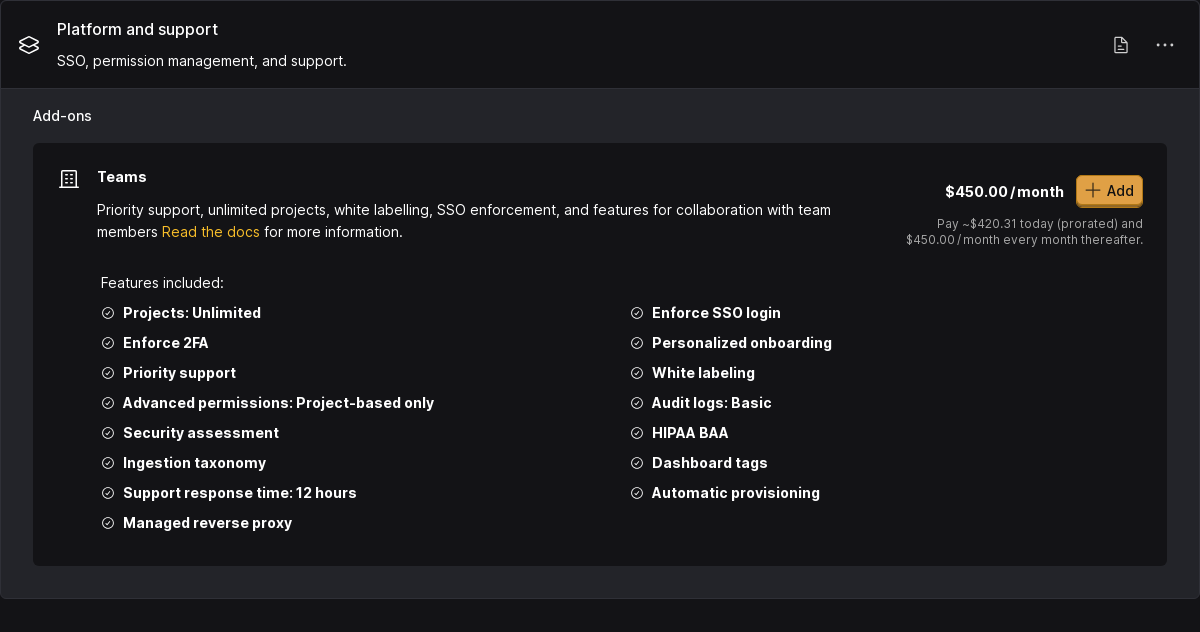 Platform and support
SSO, permission management, and support.
Add-ons
Teams
Priority support, unlimited projects, white labelling, SSO enforcement, and features for collaboration with team
members Read the docs for more information.
$450.00/month
Add
Pay ~$420.31 today (prorated) and
$450.00/month every month thereafter.
Features included:
Projects: Unlimited
Enforce 2FA
Priority support
Advanced permissions: Project-based only
Security assessment
Ingestion taxonomy
Support response time: 12 hours
Managed reverse proxy
Enforce SSO login
Personalized onboarding
White labeling
Audit logs: Basic
HIPAA BAA
Dashboard tags
Automatic provisioning